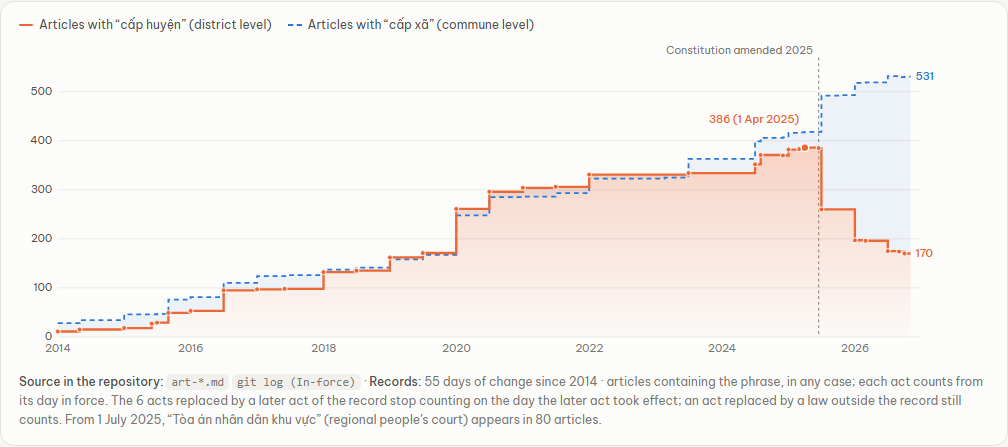 Articles with “cấp huyện” (district level) Articles with “cấp xã” (commune level)
Constitution amended 2025
531
500
386 (1 Apr 2025)
400
300
200
170
100
0
2014 2016 2018 2020 2022 2024 2026
Source in the repository: art-*.md git log (In-force) · Records: 55 days of change since 2014 · articles containing the phrase, in any case; each act counts from
its day in force. The 6 acts replaced by a later act of the record stop counting on the day the later act took effect; an act replaced by a law outside the record still
counts. From 1 July 2025, “Tòa án nhân dân khu vực” (regional people’s court) appears in 80 articles.